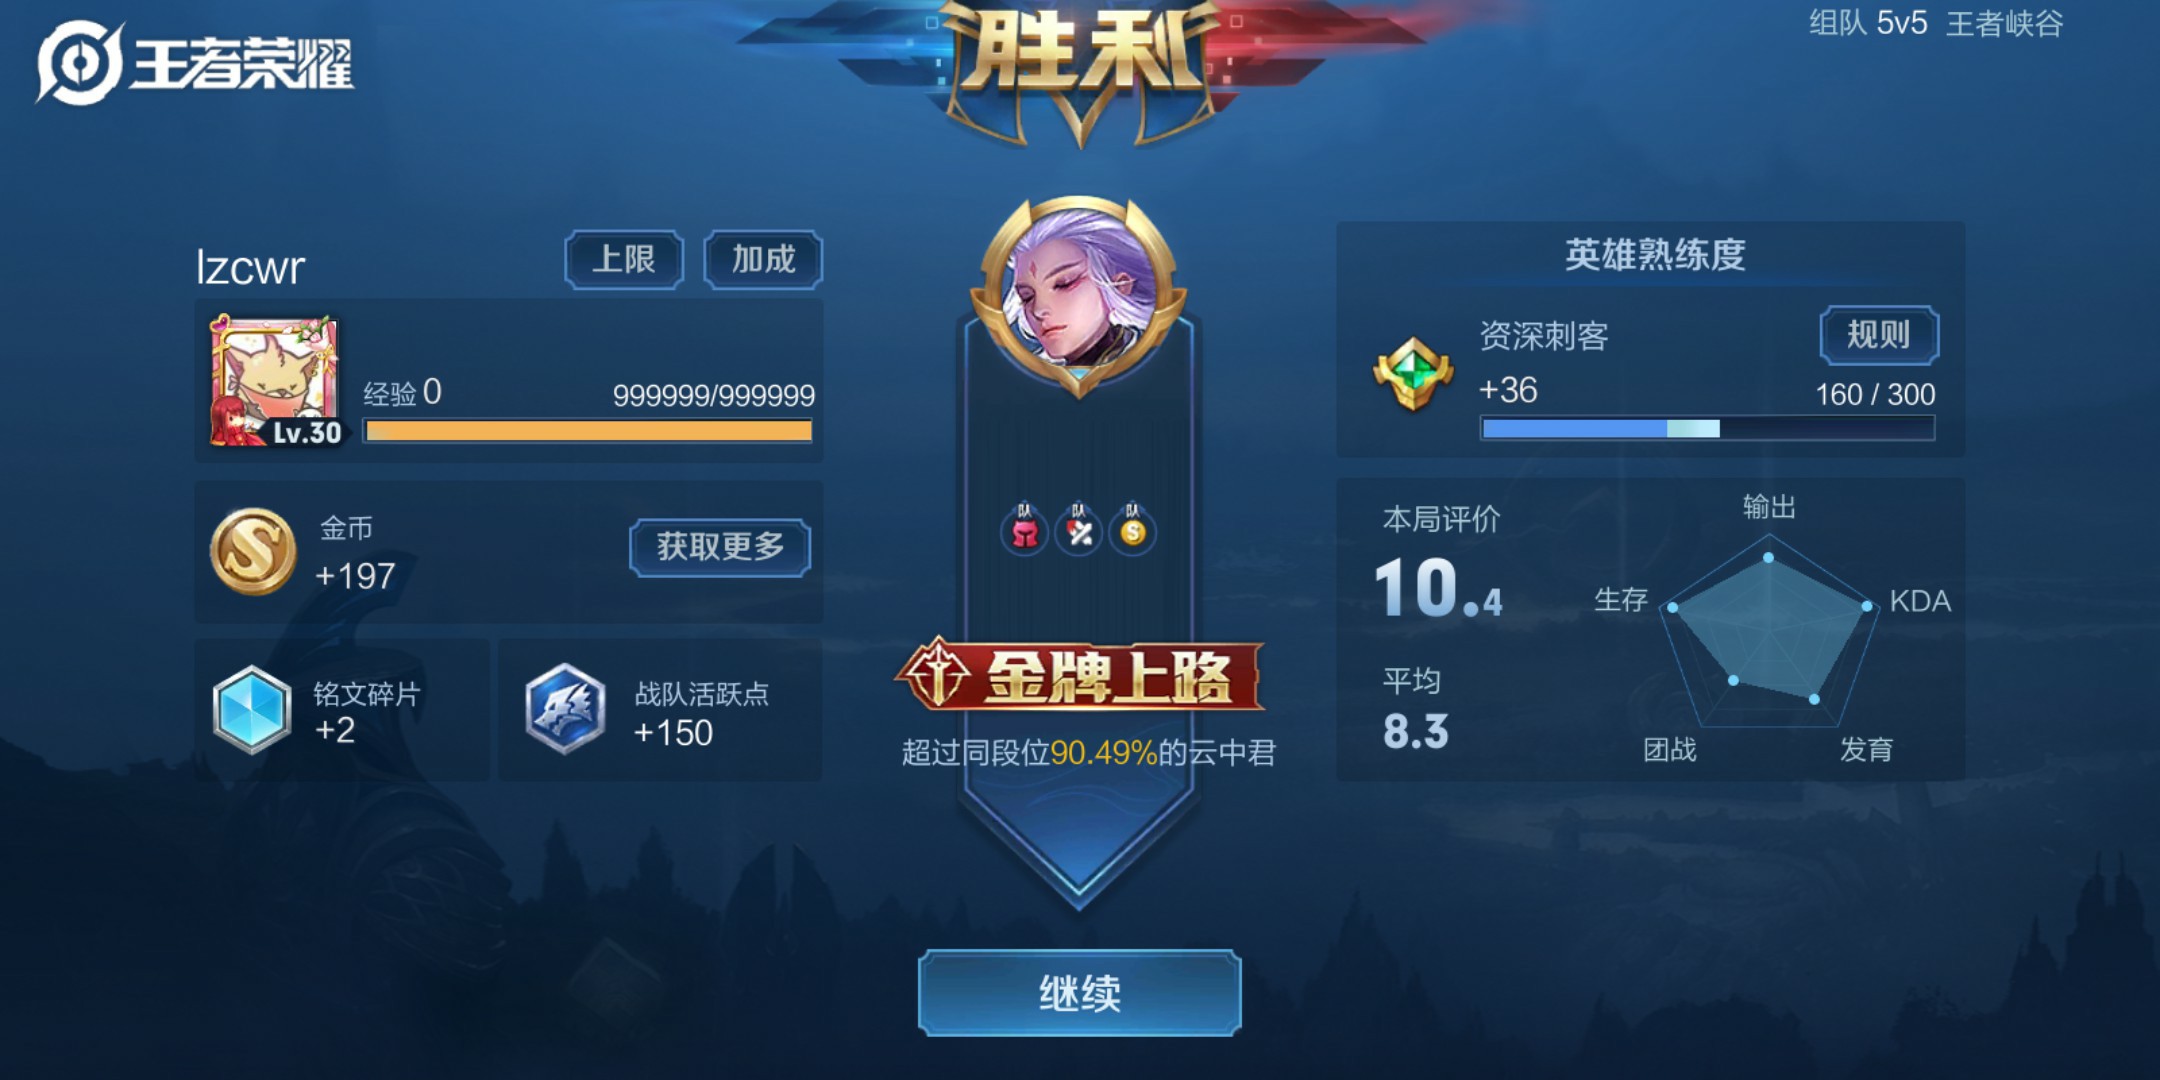 王者荣耀
胜利
组队 5v5 王者峡谷
lzcwr
上限
加成
Lv.30
经验 0
999999/999999
金币
+197
获取更多
铭文碎片
+2
战队活跃点
+150
队 队 队
金牌上路
超过同段位90.49%的云中君
继续
英雄熟练度
资深刺客
规则
+36
160 / 300
本局评价
10.4
平均
8.3
输出
生存
KDA
团战
发育